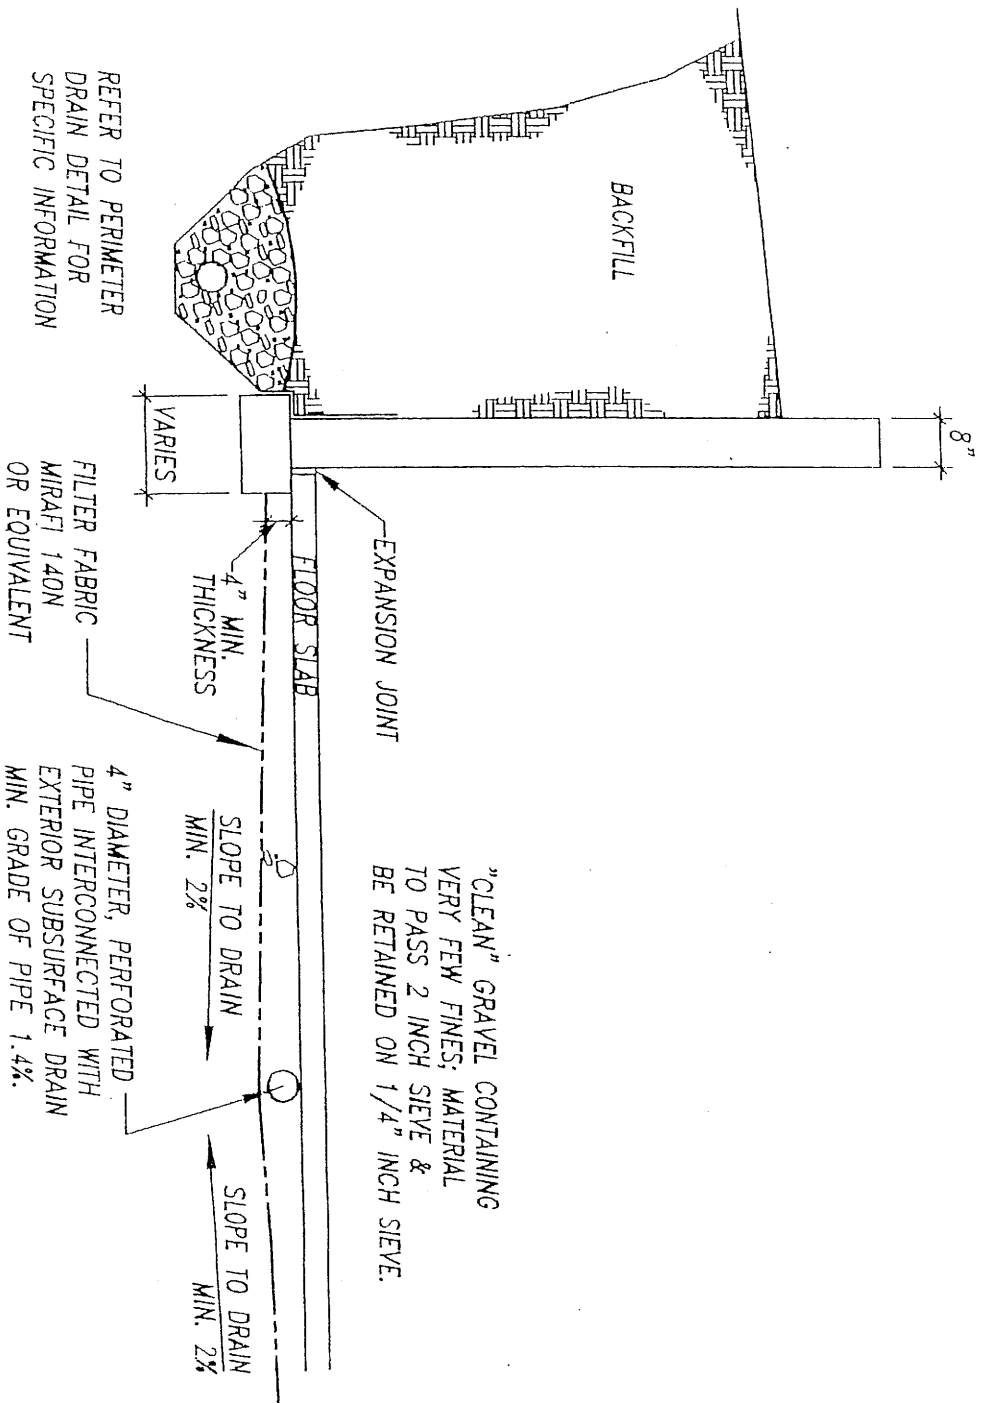 8"
BACKFILL
EXPANSION JOINT
"CLEAN" GRAVEL CONTAINING
VERY FEW FINES; MATERIAL
TO PASS 2 INCH SIEVE &
BE RETAINED ON 1/4" INCH SIEVE.
FLOOR SLAB
4" MIN.
THICKNESS
VARIES
SLOPE TO DRAIN
MIN. 2%
SLOPE TO DRAIN
MIN. 2%
REFER TO PERIMETER
DRAIN DETAIL FOR
SPECIFIC INFORMATION
FILTER FABRIC
MIRAFI 140N
OR EQUIVALENT
4" DIAMETER, PERFORATED
PIPE INTERCONNECTED WITH
EXTERIOR SUBSURFACE DRAIN
MIN. GRADE OF PIPE 1.4%.